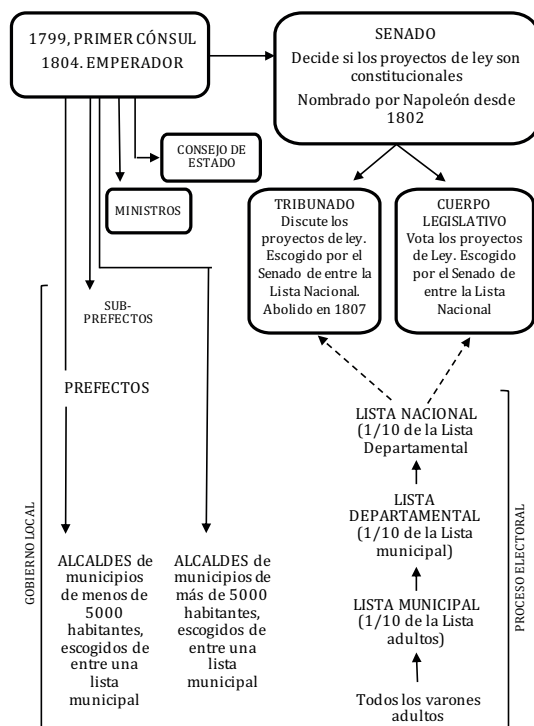 1799, PRIMER CÓNSUL
1804. EMPERADOR
SENADO
Decide si los proyectos de ley son
constitucionales
Nombrado por Napoleón desde
1802
CONSEJO DE
ESTADO
MINISTROS
TRIBUNADO
Discute los
proyectos de ley.
Escogido por el
Senado de entre la
Lista Nacional.
Abolido en 1807
CUERPO
LEGISLATIVO
Vota los proyectos
de Ley. Escogido
por el Senado de
entre la Lista
Nacional
SUB-
PREFECTOS
PREFECTOS
GOBIERNO LOCAL
ALCALDES de
municipios
de menos de
5000
habitantes,
escogidos de
entre una
lista
municipal
ALCALDES de
municipios de
más de 5000
habitantes,
escogidos de
entre una lista
municipal
LISTA NACIONAL
(1/10 de la Lista
Departamental
LISTA
DEPARTAMENTAL
(1/10 de la Lista
municipal)
LISTA MUNICIPAL
(1/10 de la Lista
adultos)
Todos los varones
adultos
PROCESO ELECTORAL